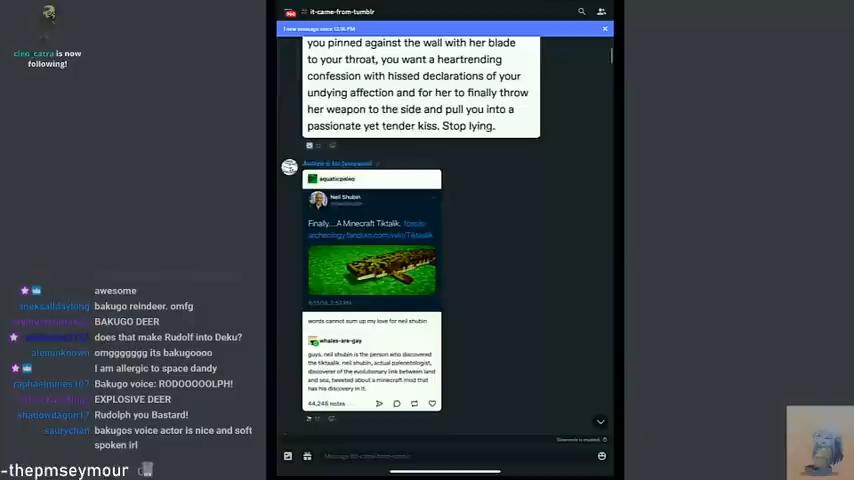 cleo_catra is now
following!
# it-came-from-tumblr
1 new message since 12:16 PM
you pinned against the wall with her blade
to your throat, you want a heartrending
confession with hissed declarations of your
undying affection and for her to finally throw
her weapon to the side and pull you into a
passionate yet tender kiss. Stop lying.
aquaticpaleo
Neil Shubin
Finally....A Minecraft Tiktalik.
words cannot sum up my love for neil shubin
whales-are-gay
guys. neil shubin is the person who discovered
the tiktaalik. neil shubin, actual paleontologist,
discoverer of the evolutionary link between land
and sea, tweeted about a minecraft mod that
has his discovery in it.
44,245 notes
awesome
bakugo reindeer. omfg
BAKUGO DEER
does that make Rudolf into Deku?
alemunknown omggggggg its bakugoooo
I am allergic to space dandy
raphaelmines107 Bakugo voice: RODOOOOOLPH!
EXPLOSIVE DEER
shadowdagon17 Rudolph you Bastard!
saurychan bakugos voice actor is nice and soft
spoken irl
-thepmseymour